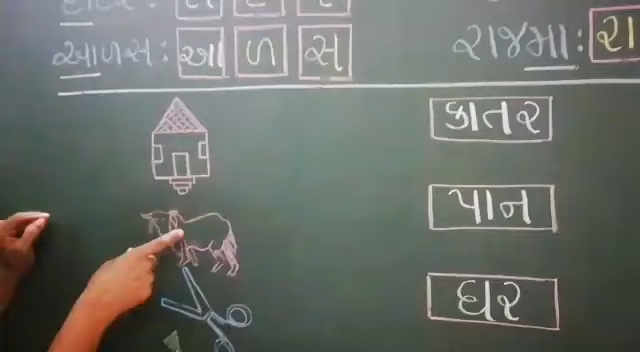 આળસ: આ ળ સ
રાજમા: રા
કાતર
પાન
ઘર